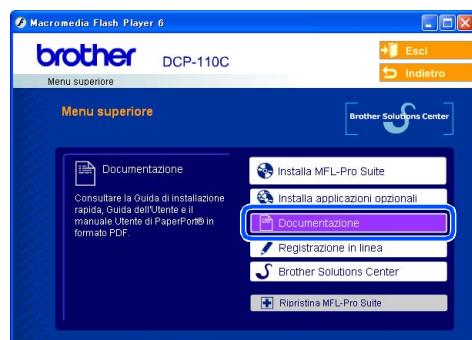 Macromedia Flash Player 6
brother
DCP-110C
Esci
Indietro
Menu superiore
Menu superiore
Brother Solutions Center
Documentazione
Consultare la Guida di installazione
rapida, Guida dell'Utente e il
manuale Utente di PaperPort® in
formato PDF.
Installa MFL-Pro Suite
Installa applicazioni opzionali
Documentazione
Registrazione in linea
Brother Solutions Center
Ripristina MFL-Pro Suite